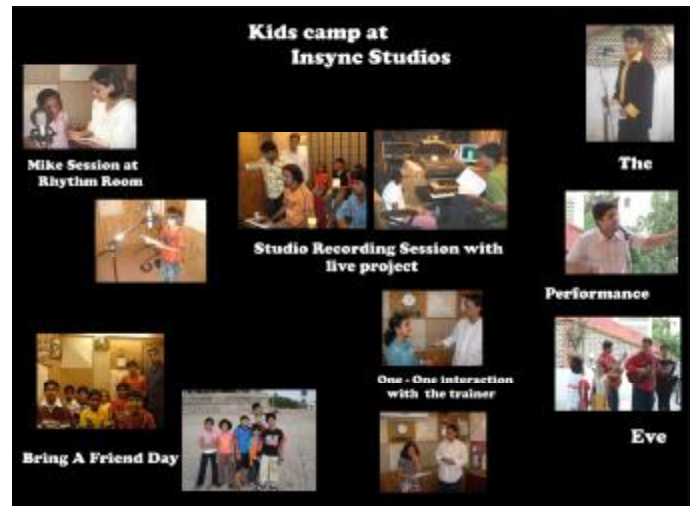 Kids camp at
Insync Studios
Mike Session at
Rhythm Room
Studio Recording Session with
live project
The
Performance
Eve
One - One interaction
with the trainer
Bring A Friend Day